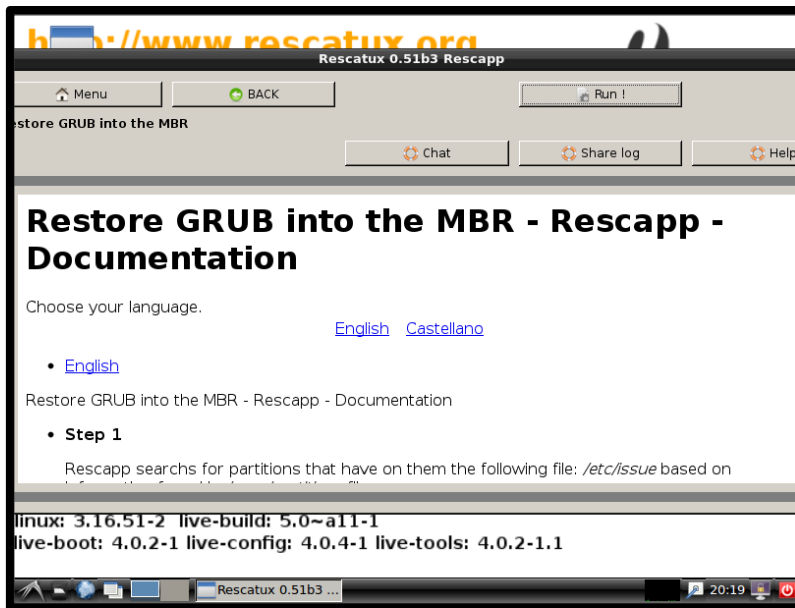 ://www.rescatux.org
Rescatux 0.51b3 Rescapp
Menu
BACK
Run !
estore GRUB into the MBR
Chat
Share log
Help
Restore GRUB into the MBR - Rescapp -
Documentation
Choose your language.
English Castellano
• English
Restore GRUB into the MBR - Rescapp - Documentation
• Step 1
Rescapp searchs for partitions that have on them the following file: /etc/issue based on
linux: 3.16.51-2 live-build: 5.0~a11-1
live-boot: 4.0.2-1 live-config: 4.0.4-1 live-tools: 4.0.2-1.1
Rescatux 0.51b3 ...
20:19